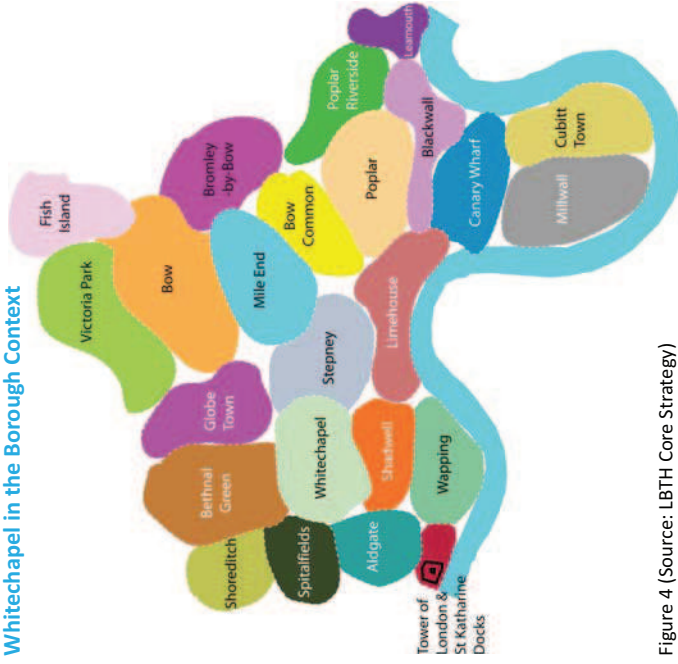 Whitechapel in the Borough Context
Fish
Island
Victoria Park
Bow
Bromley
-by-Bow
Leamouth
Poplar
Riverside
Bow
Common
Mile End
Poplar
Blackwall
Globe
Town
Stepney
Limehouse
Canary Wharf
Cubitt
Town
Millwall
Bethnal
Green
Whitechapel
Shadwell
Wapping
Shoreditch
Spitalfields
Aldgate
Tower of
London &
St Katharine
Docks
Figure 4 (Source: LBTH Core Strategy)